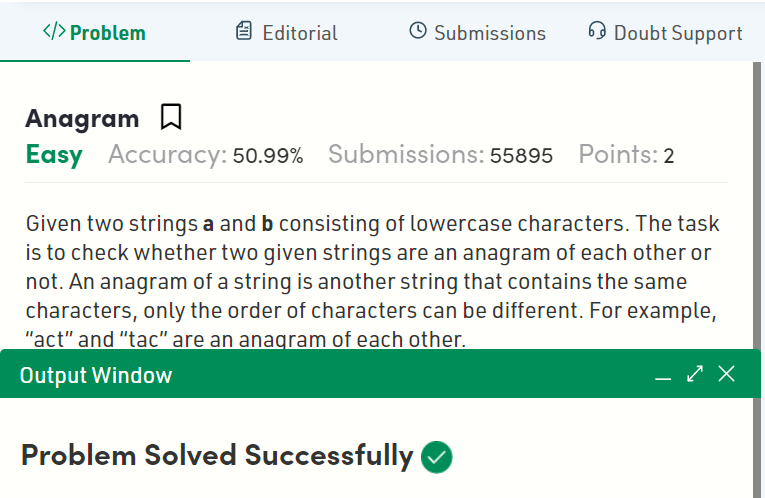 </> Problem Editorial Submissions Doubt Support
Anagram
Easy Accuracy: 50.99% Submissions: 55895 Points: 2
Given two strings a and b consisting of lowercase characters. The task
is to check whether two given strings are an anagram of each other or
not. An anagram of a string is another string that contains the same
characters, only the order of characters can be different. For example,
“act” and “tac” are an anagram of each other.
Output Window
Problem Solved Successfully